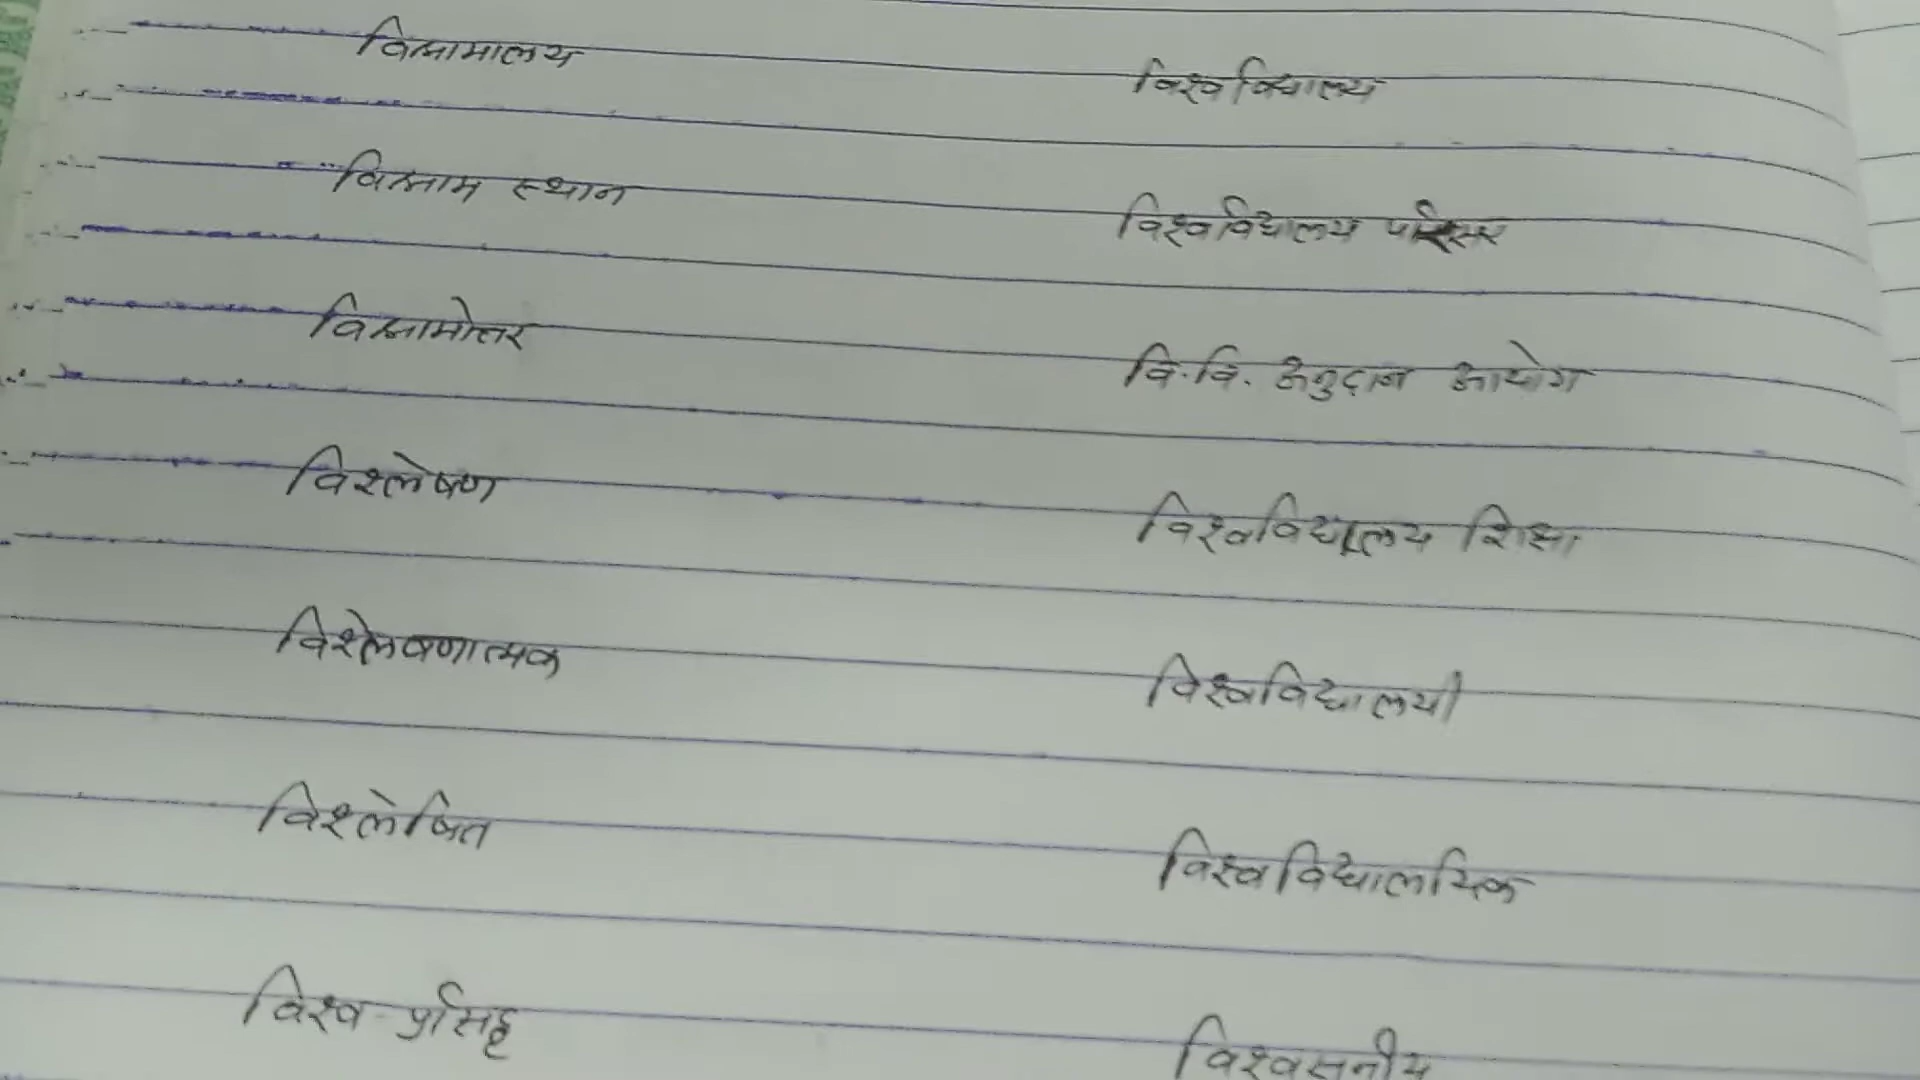 विश्रामालय
विश्वविद्यालय
विश्राम स्थान
विश्वविद्यालय परिसर
विश्रामोत्तर
वि.वि. अनुदान आयोग
विश्लेषण
विश्वविद्यालय शिक्षा
विश्लेषणात्मक
विश्वविद्यालयी
विश्लेषित
विश्वविद्यालयिक
विश्व-प्रसिद्ध
विश्वसनीय